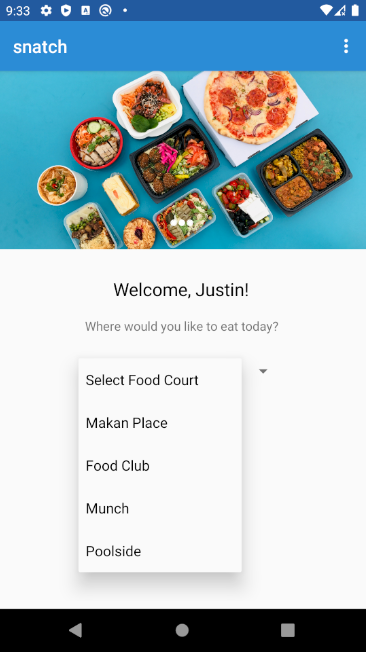 9:33
snatch
Welcome, Justin!
Where would you like to eat today?
Select Food Court
Makan Place
Food Club
Munch
Poolside